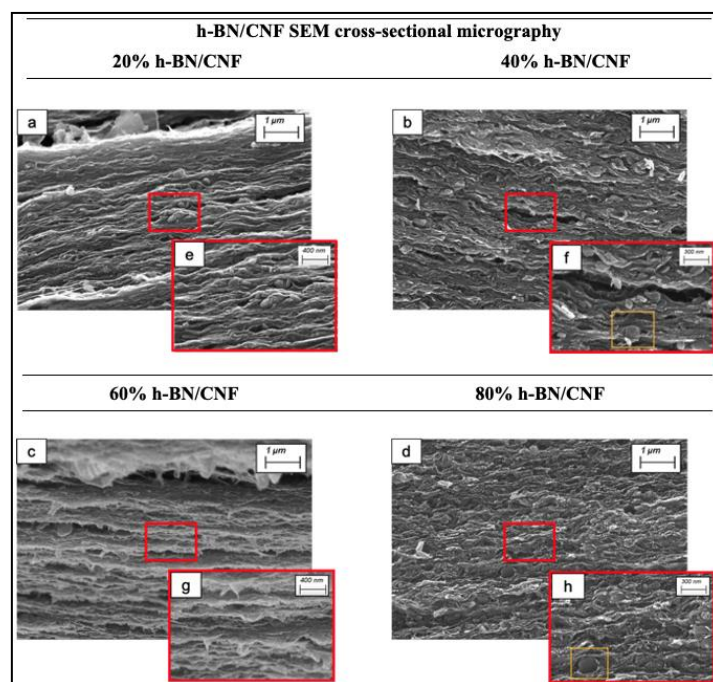 h-BN/CNF SEM cross-sectional micrography
20% h-BN/CNF 40% h-BN/CNF
a 1 μm b 1 μm
e 400 nm f 300 nm
60% h-BN/CNF 80% h-BN/CNF
c 1 μm d 1 μm
g 400 nm h 300 nm